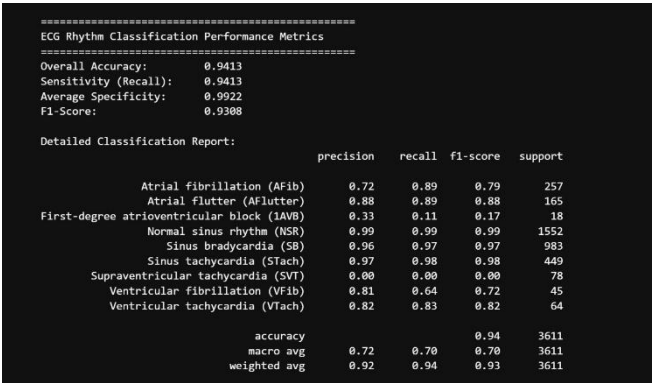 ==================================================
ECG Rhythm Classification Performance Metrics
==================================================
Overall Accuracy: 0.9413
Sensitivity (Recall): 0.9413
Average Specificity: 0.9922
F1-Score: 0.9308
Detailed Classification Report:
precision recall f1-score support
Atrial fibrillation (AFib) 0.72 0.89 0.79 257
Atrial flutter (AFlutter) 0.88 0.89 0.88 165
First-degree atrioventricular block (1AVB) 0.33 0.11 0.17 18
Normal sinus rhythm (NSR) 0.99 0.99 0.99 1552
Sinus bradycardia (SB) 0.96 0.97 0.97 983
Sinus tachycardia (STach) 0.97 0.98 0.98 449
Supraventricular tachycardia (SVT) 0.00 0.00 0.00 78
Ventricular fibrillation (VFib) 0.81 0.64 0.72 45
Ventricular tachycardia (VTach) 0.82 0.83 0.82 64
accuracy 0.94 3611
macro avg 0.72 0.70 0.70 3611
weighted avg 0.92 0.94 0.93 3611